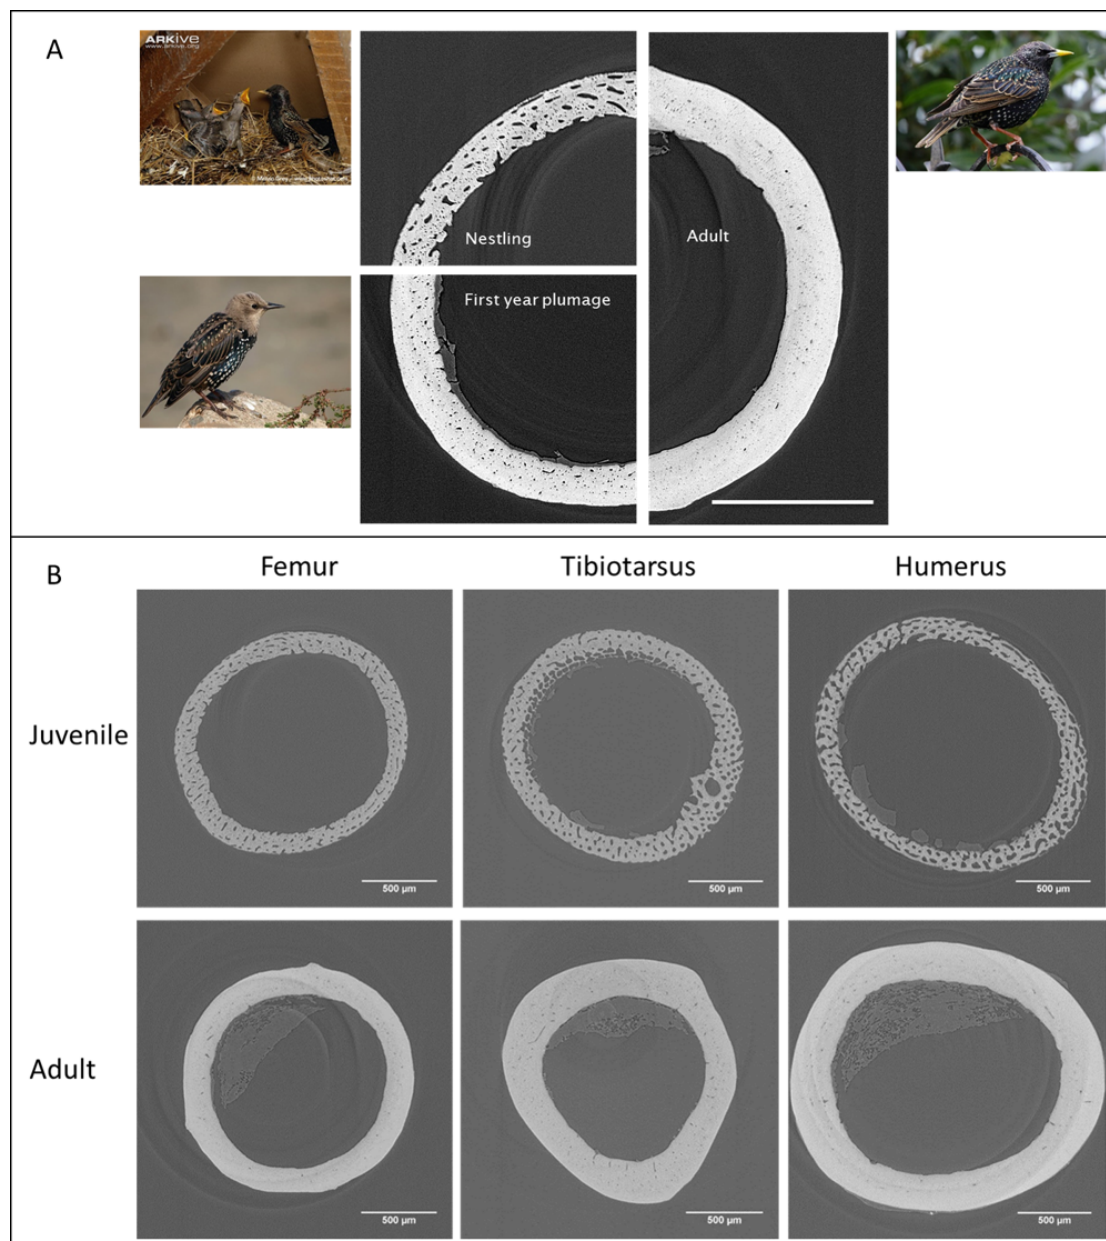 A
ARKive
www.arkive.org
Nestling
Adult
First year plumage
B
Femur
Tibiotarsus
Humerus
Juvenile
500 µm
500 µm
500 µm
Adult
500 µm
500 µm
500 µm